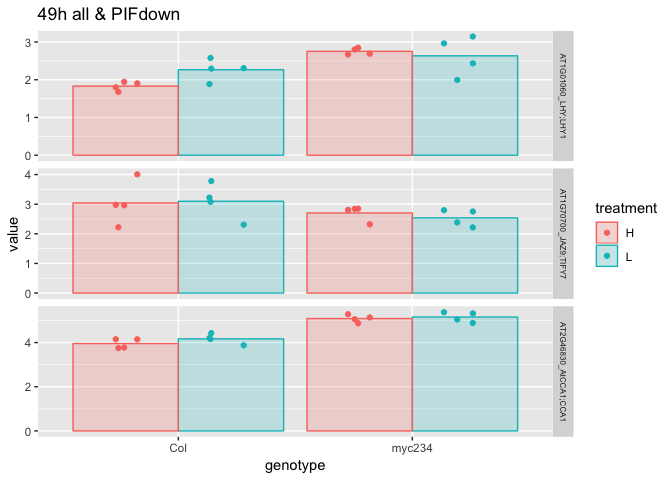 49h all & PIFdown
value
3
2
1
0
AT1G01060_LHY;LHY1
4
3
2
1
0
AT1G70700_JAZ9;TIFY7
4
2
0
AT2G46830_AtCCA1;CCA1
Col myc234
genotype
treatment
H
L